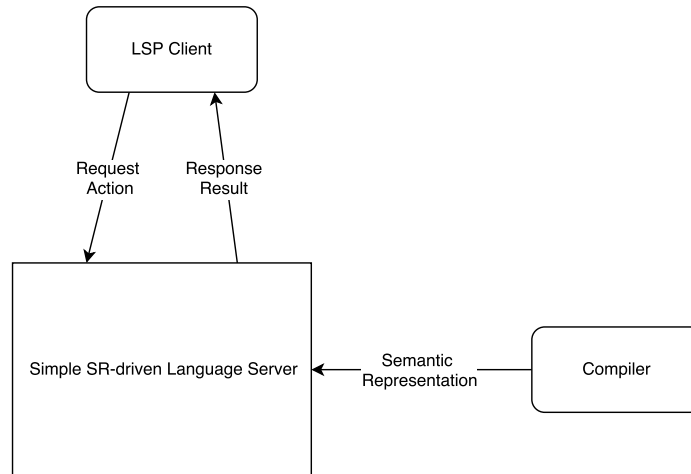 LSP Client
Request
Action
Response
Result
Simple SR-driven Language Server
Semantic
Representation
Compiler